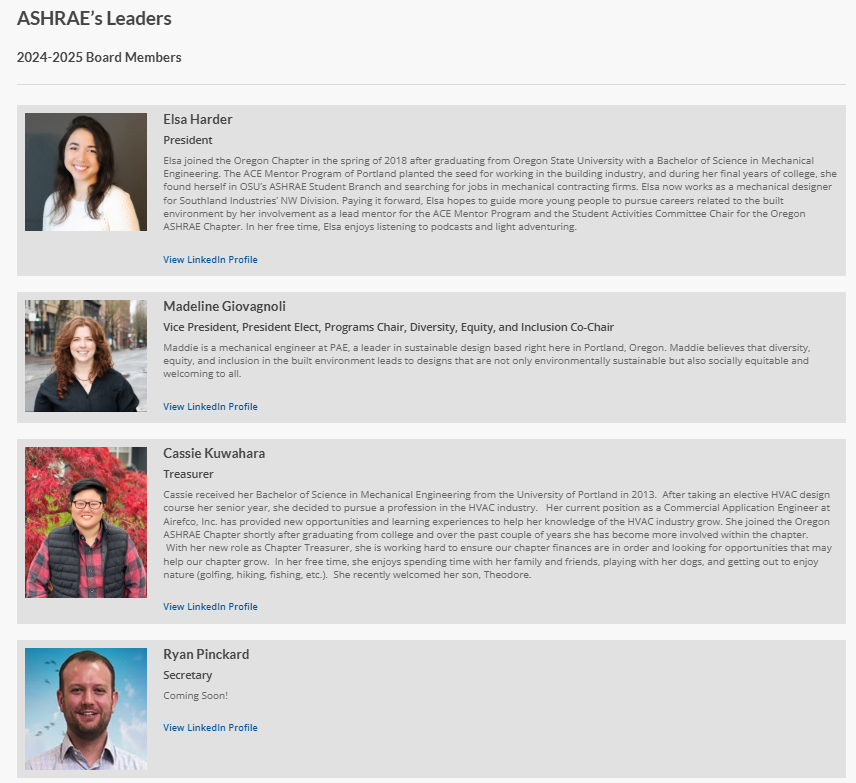 ASHRAE’s Leaders
2024-2025 Board Members
Elsa Harder
President
Elsa joined the Oregon Chapter in the spring of 2018 after graduating from Oregon State University with a Bachelor of Science in Mechanical
Engineering. The ACE Mentor Program of Portland planted the seed for working in the building industry, and during her final years of college, she
found herself in OSU’s ASHRAE Student Branch and searching for jobs in mechanical contracting firms. Elsa now works as a mechanical designer
for Southland Industries’ NW Division. Paying it forward, Elsa hopes to guide more young people to pursue careers related to the built
environment by her involvement as a lead mentor for the ACE Mentor Program and the Student Activities Committee Chair for the Oregon
ASHRAE Chapter. In her free time, Elsa enjoys listening to podcasts and light adventuring.
View LinkedIn Profile
Madeline Giovagnoli
Vice President, President Elect, Programs Chair, Diversity, Equity, and Inclusion Co-Chair
Maddie is a mechanical engineer at PAE, a leader in sustainable design based right here in Portland, Oregon. Maddie believes that diversity,
equity, and inclusion in the built environment leads to designs that are not only environmentally sustainable but also socially equitable and
welcoming to all.
View LinkedIn Profile
Cassie Kuwahara
Treasurer
Cassie received her Bachelor of Science in Mechanical Engineering from the University of Portland in 2013.  After taking an elective HVAC design
course her senior year, she decided to pursue a profession in the HVAC industry.   Her current position as a Commercial Application Engineer at
Airefco, Inc. has provided new opportunities and learning experiences to help her knowledge of the HVAC industry grow. She joined the Oregon
ASHRAE Chapter shortly after graduating from college and over the past couple of years she has become more involved within the chapter.
With her new role as Chapter Treasurer, she is working hard to ensure our chapter finances are in order and looking for opportunities that may
help our chapter grow.  In her free time, she enjoys spending time with her family and friends, playing with her dogs, and getting out to enjoy
nature (golfing, hiking, fishing, etc.).  She recently welcomed her son, Theodore.
View LinkedIn Profile
Ryan Pinckard
Secretary
Coming Soon!
View LinkedIn Profile